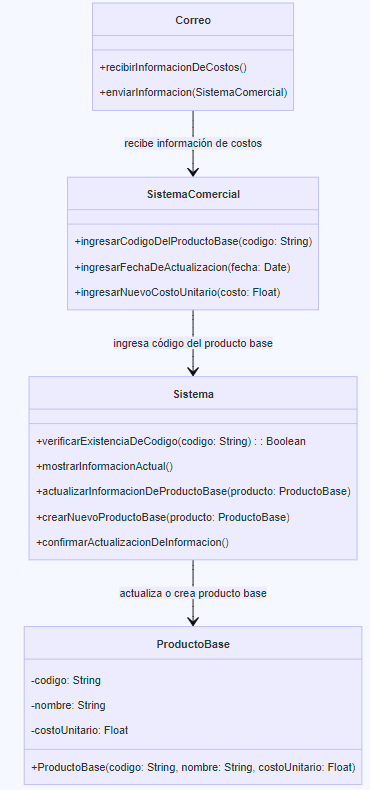 Correo
+recibirInformacionDeCostos()
+enviarInformacion(SistemaComercial)
recibe información de costos
SistemaComercial
+ingresarCodigoDelProductoBase(codigo: String)
+ingresarFechaDeActualizacion(fecha: Date)
+ingresarNuevoCostoUnitario(costo: Float)
ingresa código del producto base
Sistema
+verificarExistenciaDeCodigo(codigo: String) : : Boolean
+mostrarInformacionActual()
+actualizarInformacionDeProductoBase(producto: ProductoBase)
+crearNuevoProductoBase(producto: ProductoBase)
+confirmarActualizacionDeInformacion()
actualiza o crea producto base
ProductoBase
-codigo: String
-nombre: String
-costoUnitario: Float
+ProductoBase(codigo: String, nombre: String, costoUnitario: Float)